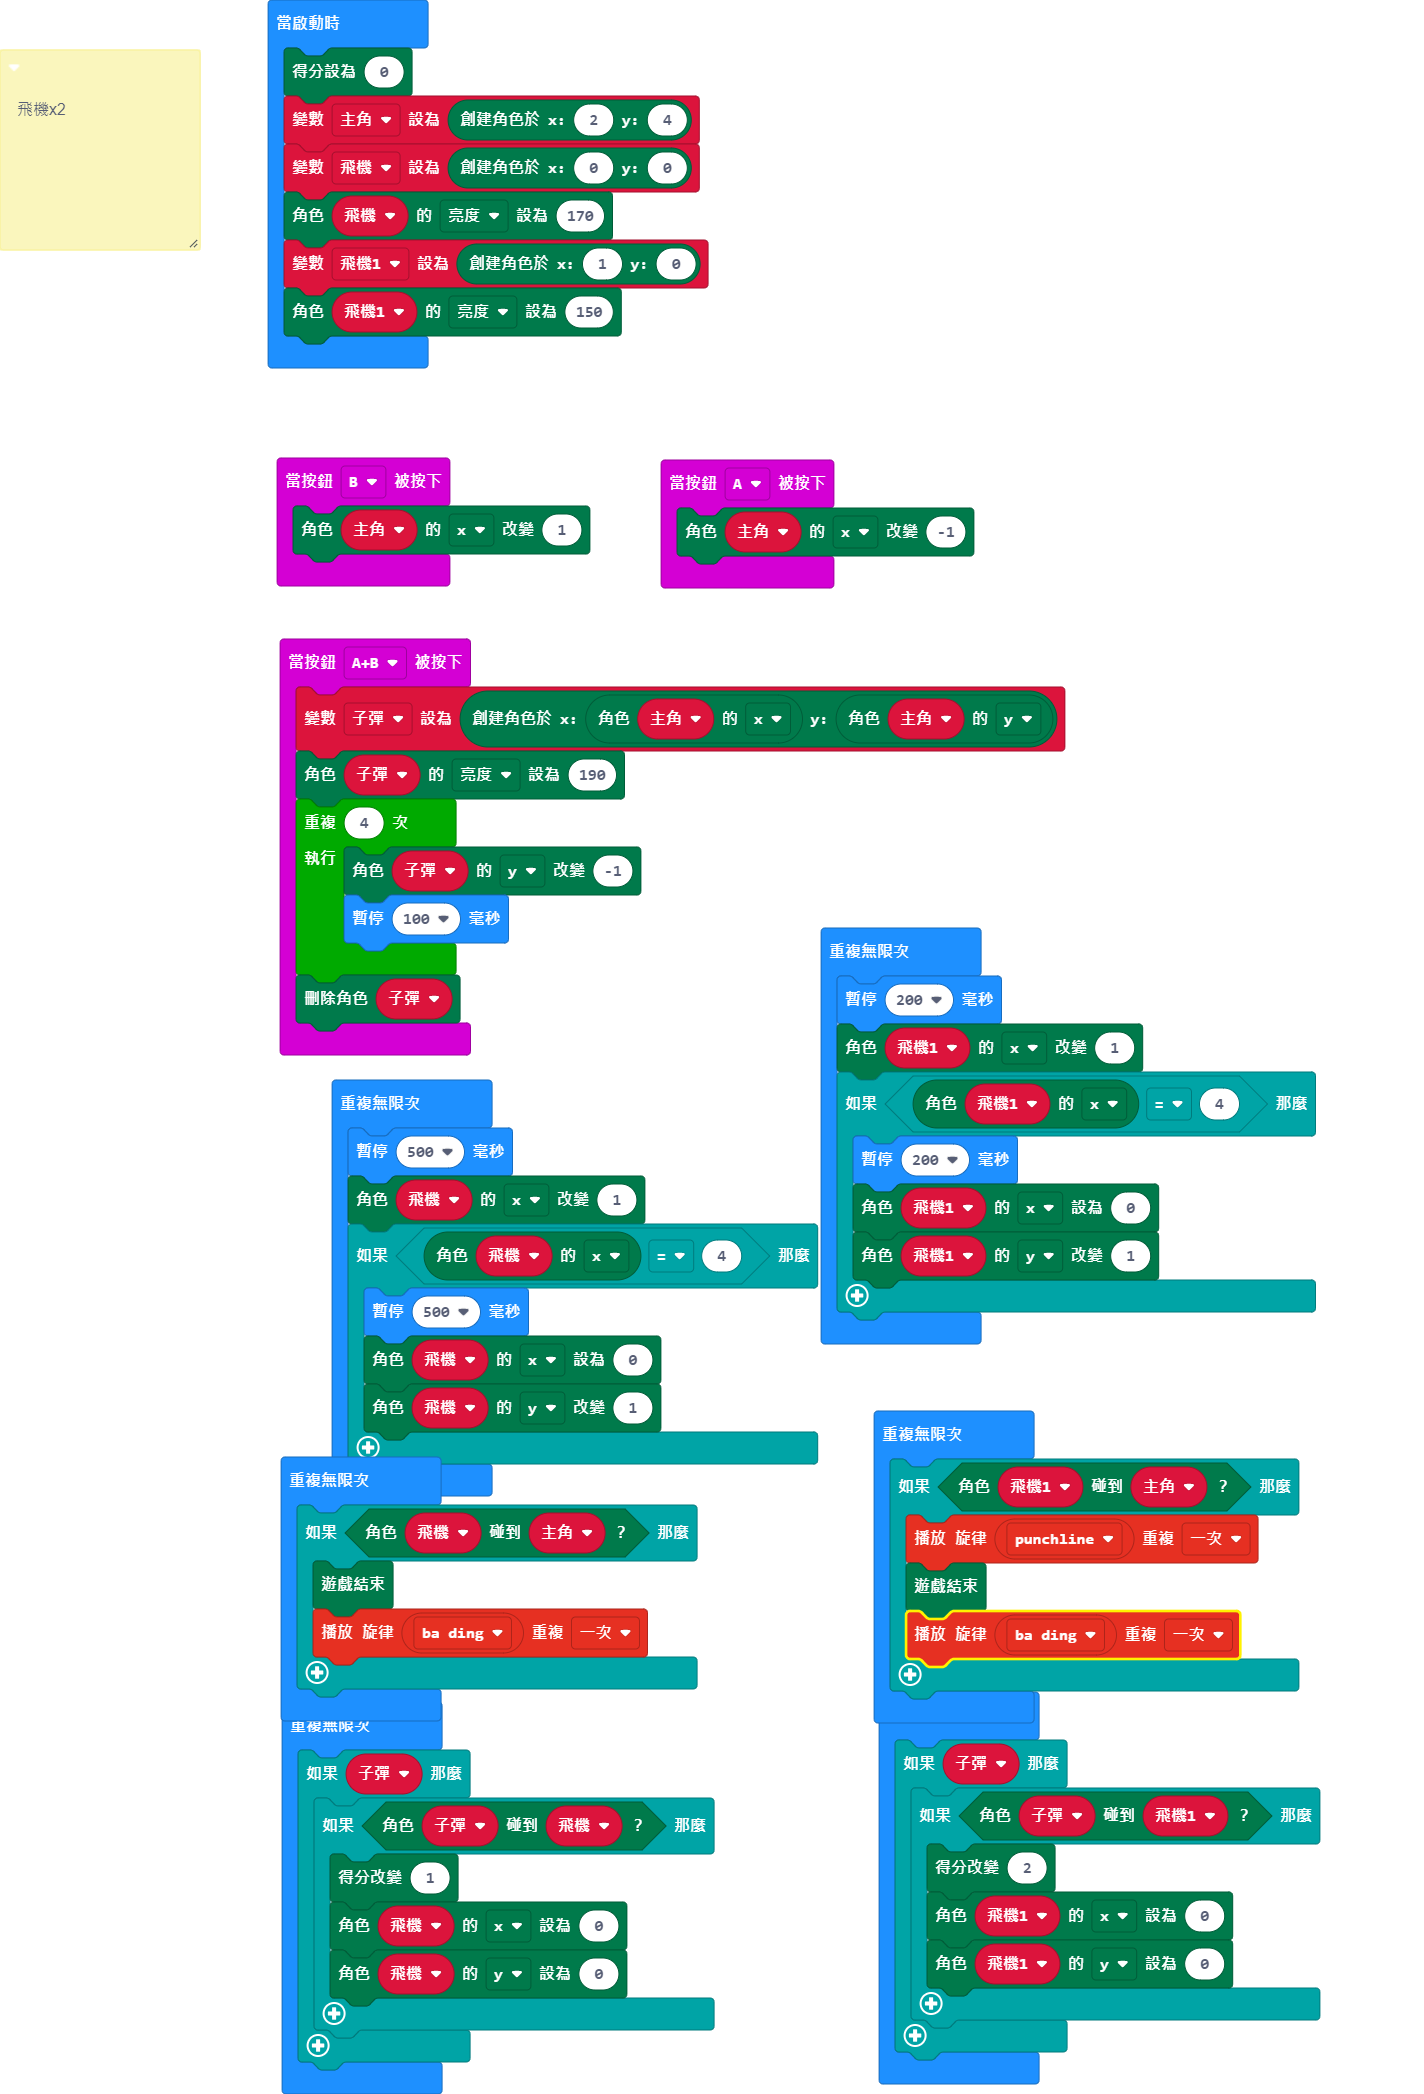 飛機x2
當啟動時
得分設為 0
變數 主角 設為 創建角色於 x: 2 y: 4
變數 飛機 設為 創建角色於 x: 0 y: 0
角色 飛機 的 亮度 設為 170
變數 飛機1 設為 創建角色於 x: 1 y: 0
角色 飛機1 的 亮度 設為 150
當按鈕 B 被按下
角色 主角 的 x 改變 1
當按鈕 A 被按下
角色 主角 的 x 改變 -1
當按鈕 A+B 被按下
變數 子彈 設為 創建角色於 x: 角色 主角 的 x y: 角色 主角 的 y
角色 子彈 的 亮度 設為 190
重複 4 次
執行
角色 子彈 的 y 改變 -1
暫停 100 毫秒
刪除角色 子彈
重複無限次
暫停 200 毫秒
角色 飛機1 的 x 改變 1
如果 角色 飛機1 的 x = 4 那麼
暫停 200 毫秒
角色 飛機1 的 x 設為 0
角色 飛機1 的 y 改變 1
重複無限次
暫停 500 毫秒
角色 飛機 的 x 改變 1
如果 角色 飛機 的 x = 4 那麼
暫停 500 毫秒
角色 飛機 的 x 設為 0
角色 飛機 的 y 改變 1
重複無限次
如果 角色 飛機 碰到 主角 ? 那麼
遊戲結束
播放 旋律 ba ding 重複 一次
重複無限次
如果 角色 飛機1 碰到 主角 ? 那麼
播放 旋律 punchline 重複 一次
遊戲結束
播放 旋律 ba ding 重複 一次
重複無限次
如果 子彈 那麼
如果 角色 子彈 碰到 飛機 ? 那麼
得分改變 1
角色 飛機 的 x 設為 0
角色 飛機 的 y 設為 0
如果 子彈 那麼
如果 角色 子彈 碰到 飛機1 ? 那麼
得分改變 2
角色 飛機1 的 x 設為 0
角色 飛機1 的 y 設為 0